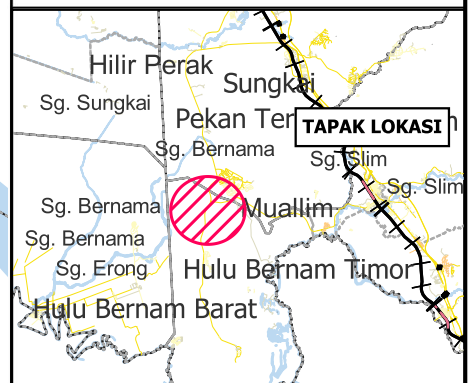 Hilir Perak
Sungkai
Sg. Sungkai
Pekan
TAPAK LOKASI
Sg. Bernama
Sg. Slim
Sg. Slim
Sg. Bernama
Muallim
Sg. Bernama
Sg. Erong
Hulu Bernam Timor
Hulu Bernam Barat